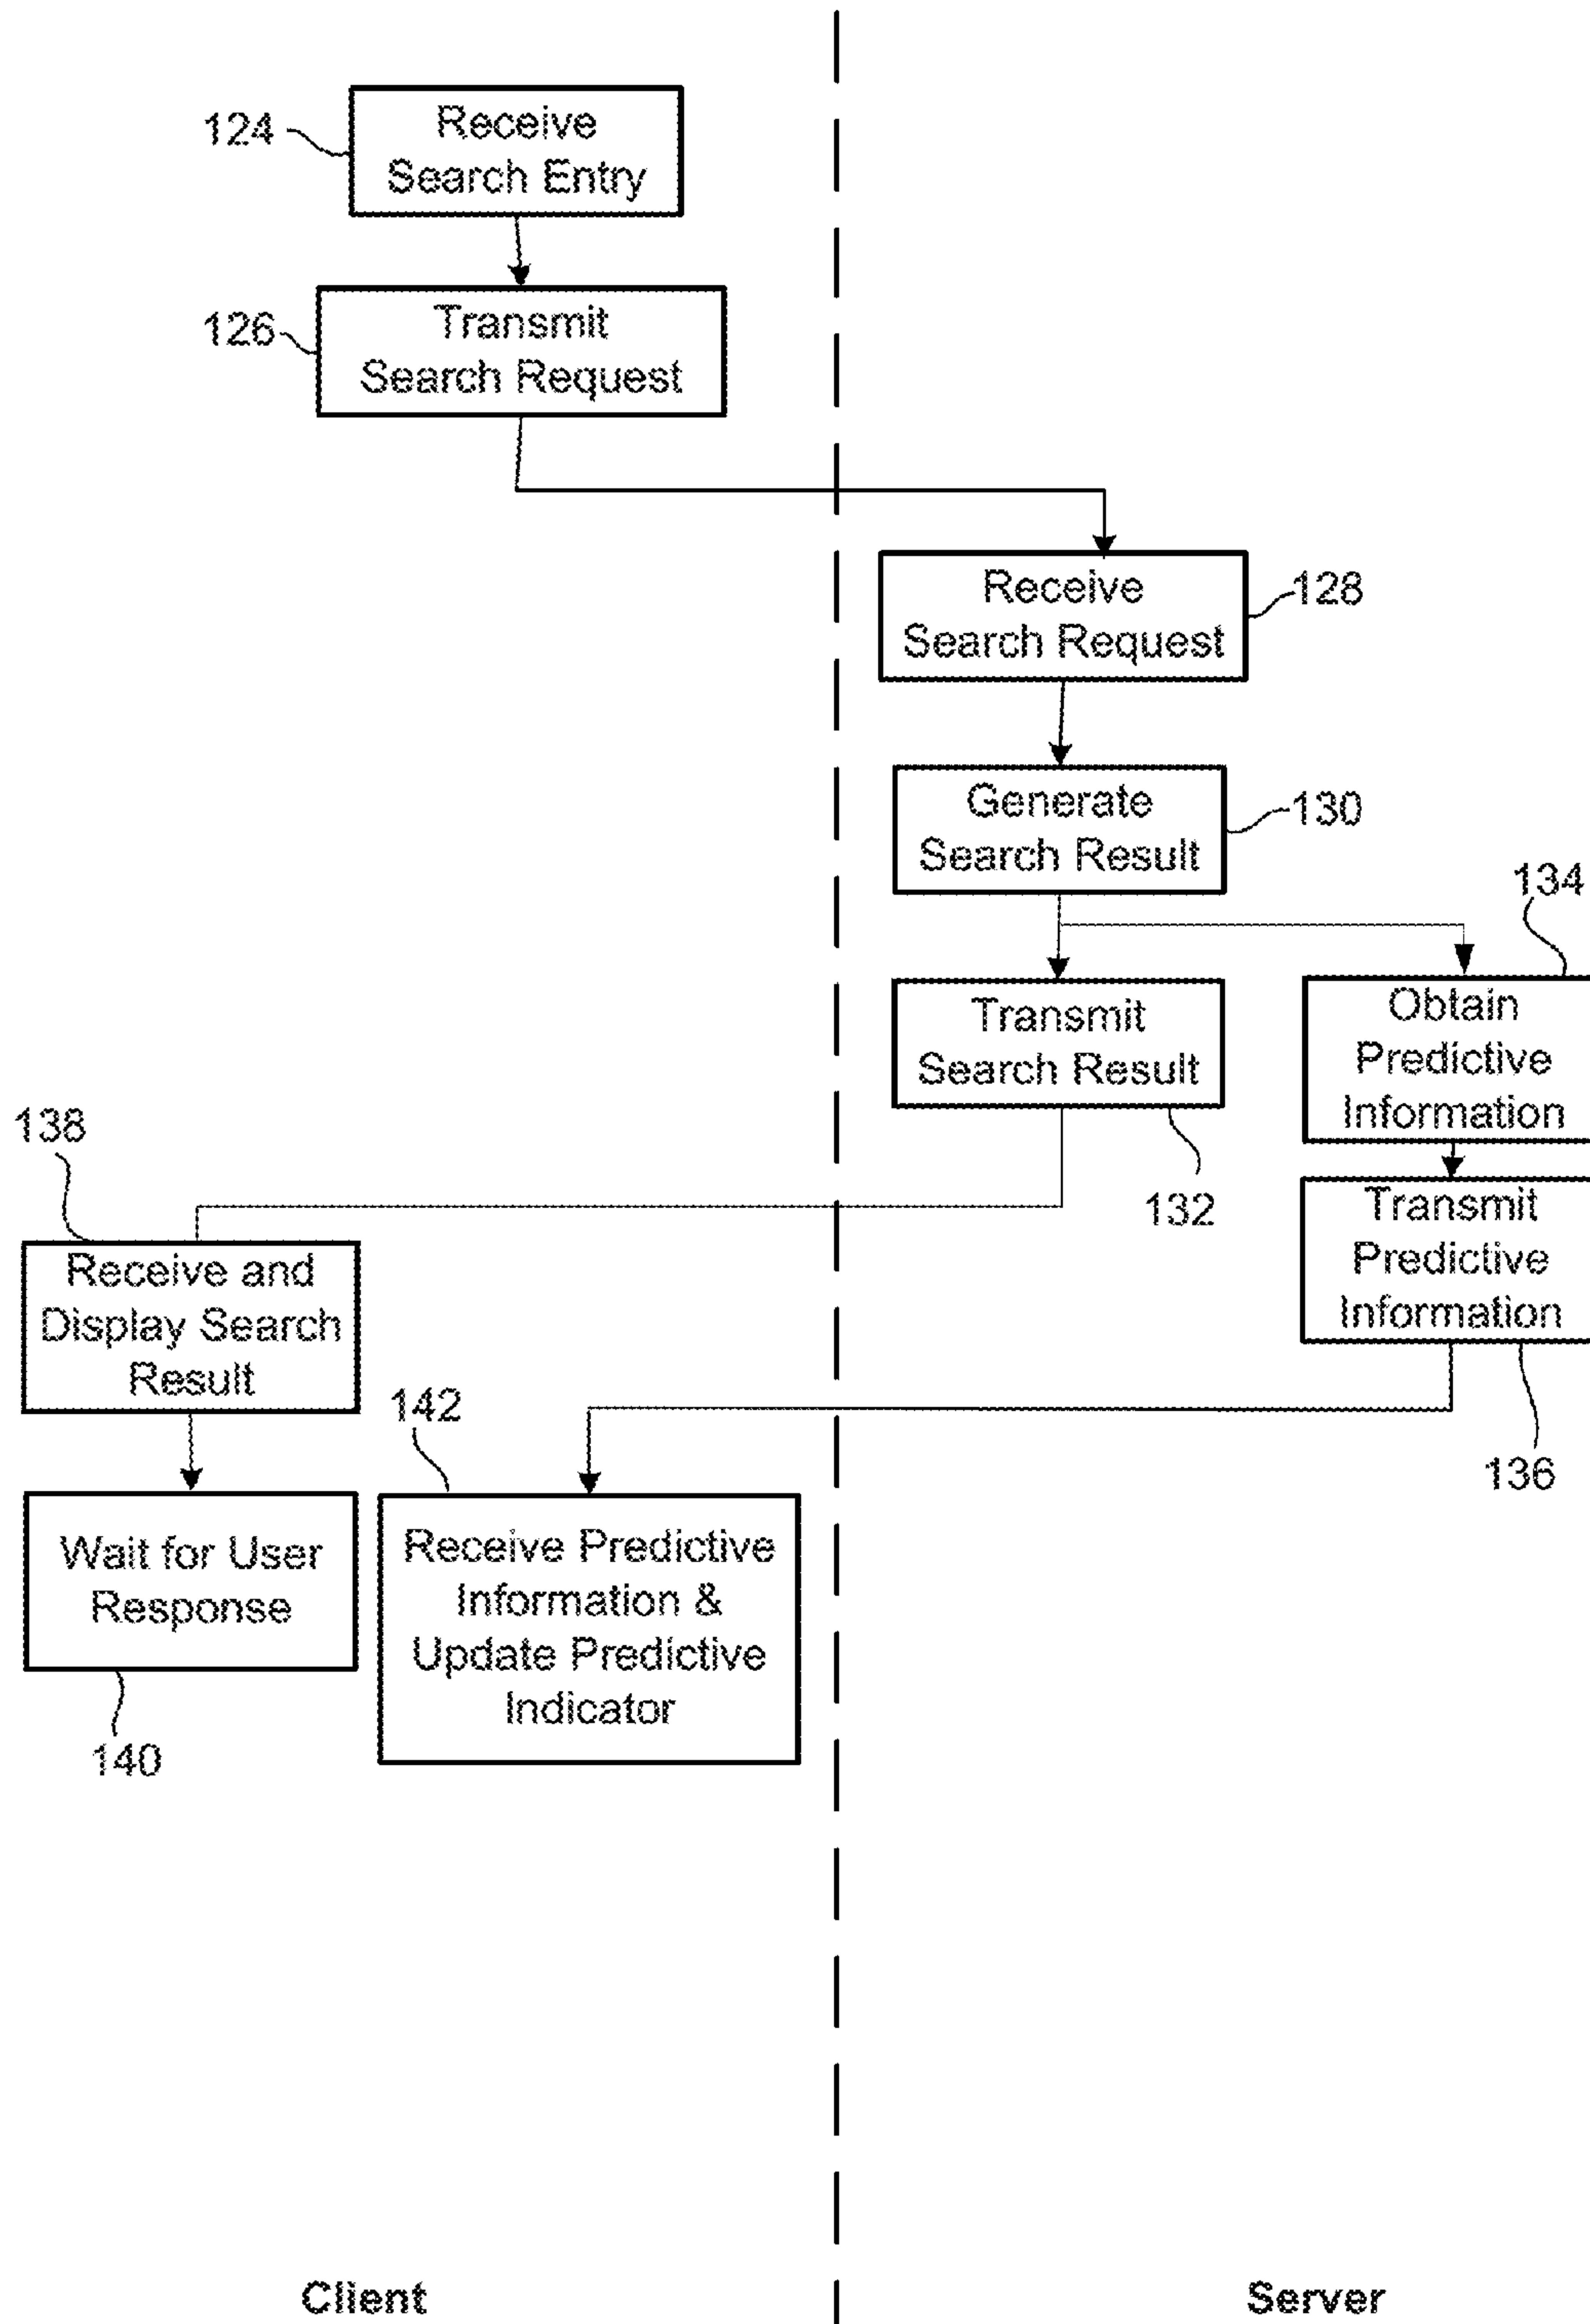 124
Receive
Search Entry
126
Transmit
Search Request
Receive
Search Request
128
Generate
Search Result
130
134
Transmit
Search Result
132
Obtain
Predictive
Information
Transmit
Predictive
Information
136
138
Receive and
Display Search
Result
142
Wait for User
Response
140
Receive Predictive
Information &
Update Predictive
Indicator
Client
Server